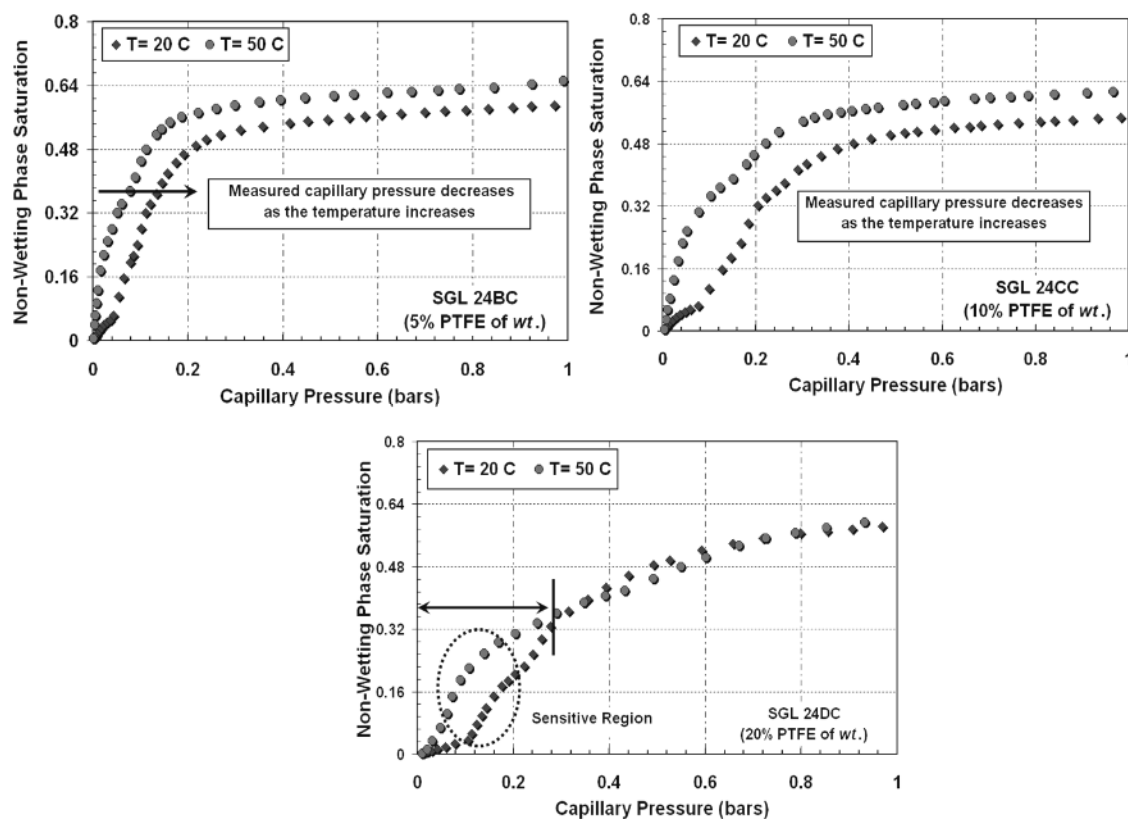 Non-Wetting Phase Saturation
0.8
0.64
0.48
0.32
0.16
0
T= 20 C T= 50 C
Measured capillary pressure decreases
as the temperature increases
SGL 24BC
(5% PTFE of wt.)
0 0.2 0.4 0.6 0.8 1
Capillary Pressure (bars)
Non-Wetting Phase Saturation
0.8
0.64
0.48
0.32
0.16
0
T= 20 C T= 50 C
Measured capillary pressure decreases
as the temperature increases
SGL 24CC
(10% PTFE of wt.)
0 0.2 0.4 0.6 0.8 1
Capillary Pressure (bars)
Non-Wetting Phase Saturation
0.8
0.64
0.48
0.32
0.16
0
T= 20 C T= 50 C
Sensitive Region
SGL 24DC
(20% PTFE of wt.)
0 0.2 0.4 0.6 0.8 1
Capillary Pressure (bars)